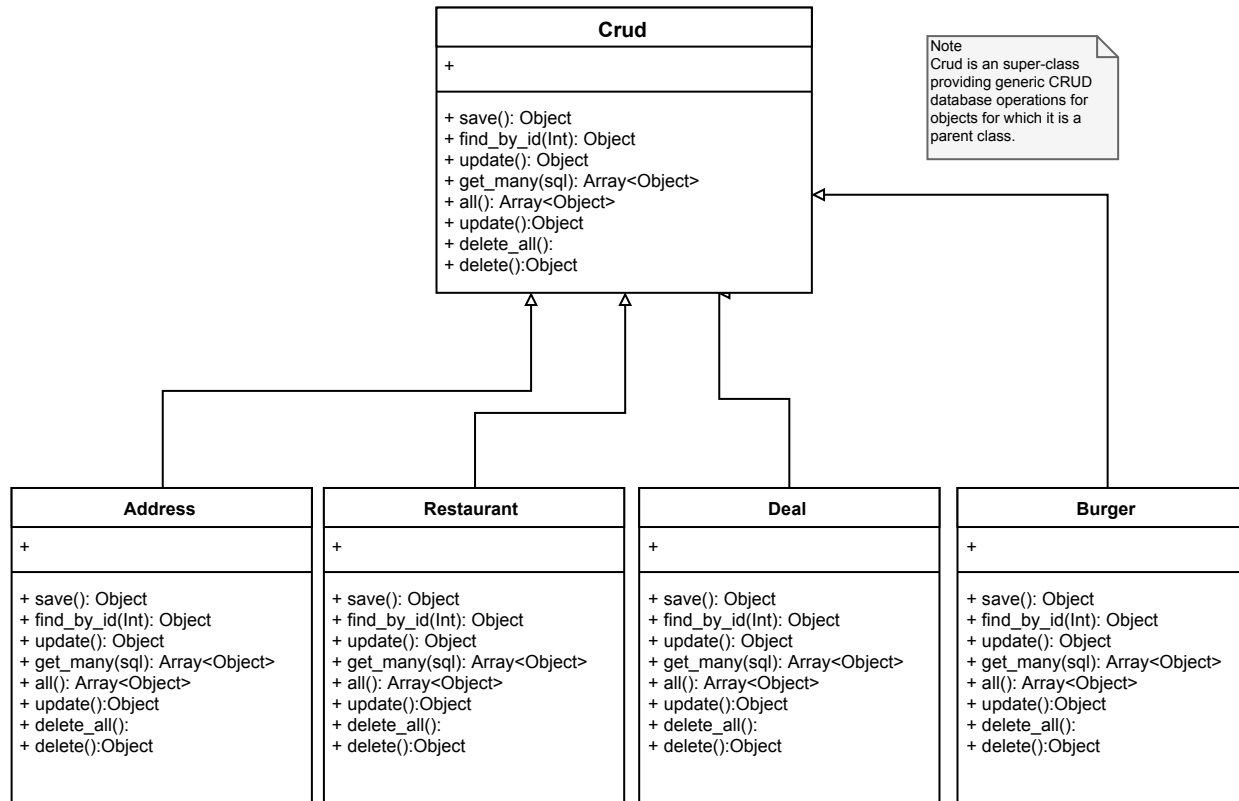 Crud
+
+ save(): Object
+ find_by_id(Int): Object
+ update(): Object
+ get_many(sql): Array<Object>
+ all(): Array<Object>
+ update():Object
+ delete_all():
+ delete():Object
Note
Crud is an super-class
providing generic CRUD
database operations for
objects for which it is a
parent class.
Address
+
+ save(): Object
+ find_by_id(Int): Object
+ update(): Object
+ get_many(sql): Array<Object>
+ all(): Array<Object>
+ update():Object
+ delete_all():
+ delete():Object
Restaurant
+
+ save(): Object
+ find_by_id(Int): Object
+ update(): Object
+ get_many(sql): Array<Object>
+ all(): Array<Object>
+ update():Object
+ delete_all():
+ delete():Object
Deal
+
+ save(): Object
+ find_by_id(Int): Object
+ update(): Object
+ get_many(sql): Array<Object>
+ all(): Array<Object>
+ update():Object
+ delete_all():
+ delete():Object
Burger
+
+ save(): Object
+ find_by_id(Int): Object
+ update(): Object
+ get_many(sql): Array<Object>
+ all(): Array<Object>
+ update():Object
+ delete_all():
+ delete():Object